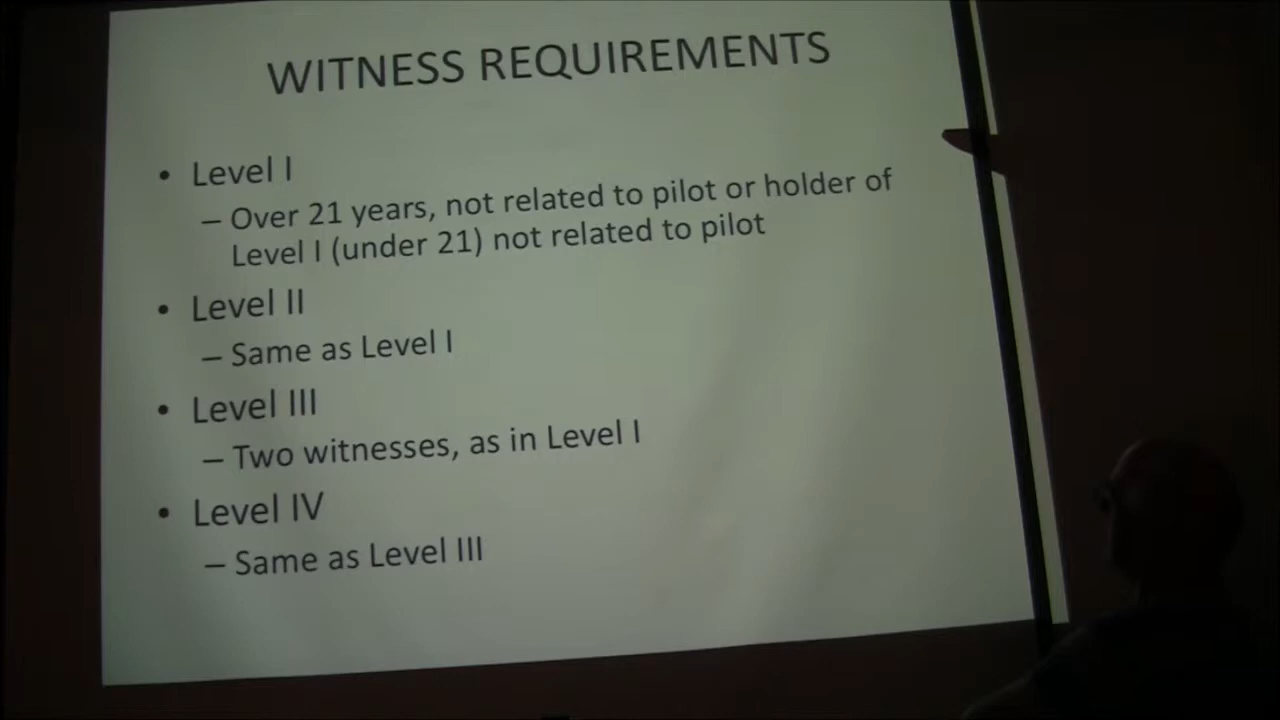 WITNESS REQUIREMENTS
• Level I
– Over 21 years, not related to pilot or holder of
Level I (under 21) not related to pilot
• Level II
– Same as Level I
• Level III
– Two witnesses, as in Level I
• Level IV
– Same as Level III